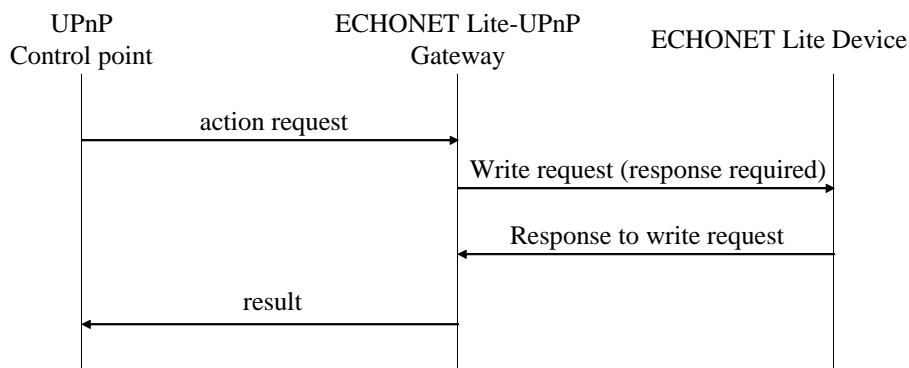 UPnP
Control point
ECHONET Lite-UPnP
Gateway
ECHONET Lite Device
action request
Write request (response required)
Response to write request
result